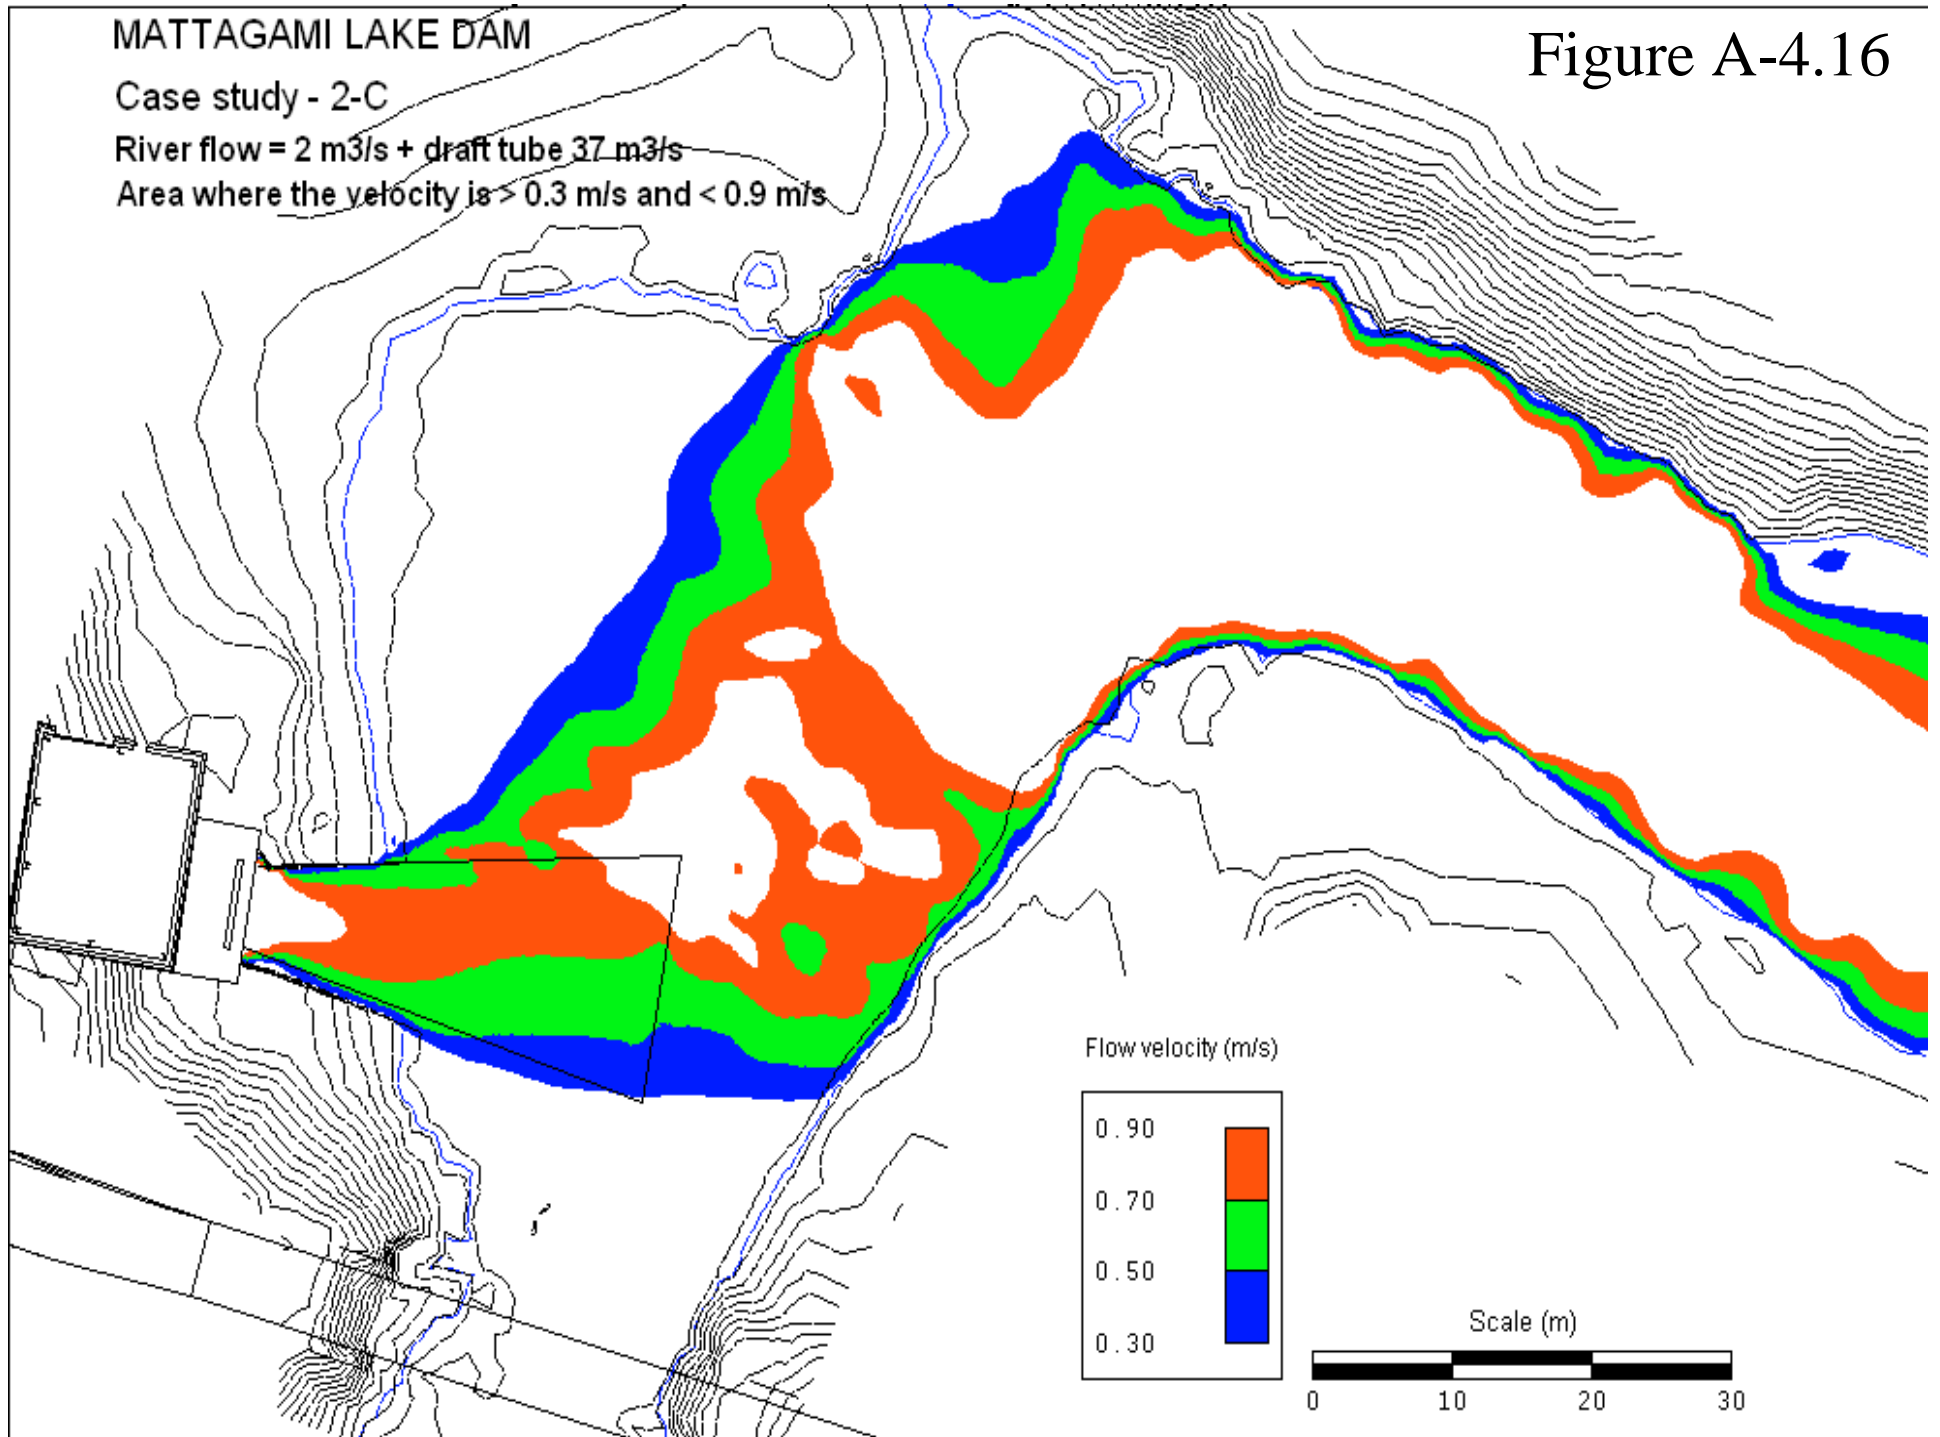 MATTAGAMI LAKE DAM
Figure A-4.16
Case study - 2-C
River flow = 2 m3/s + draft tube 37 m3/s
Area where the velocity is > 0.3 m/s and < 0.9 m/s
Flow velocity (m/s)
0.90
0.70
0.50
0.30
Scale (m)
0 10 20 30